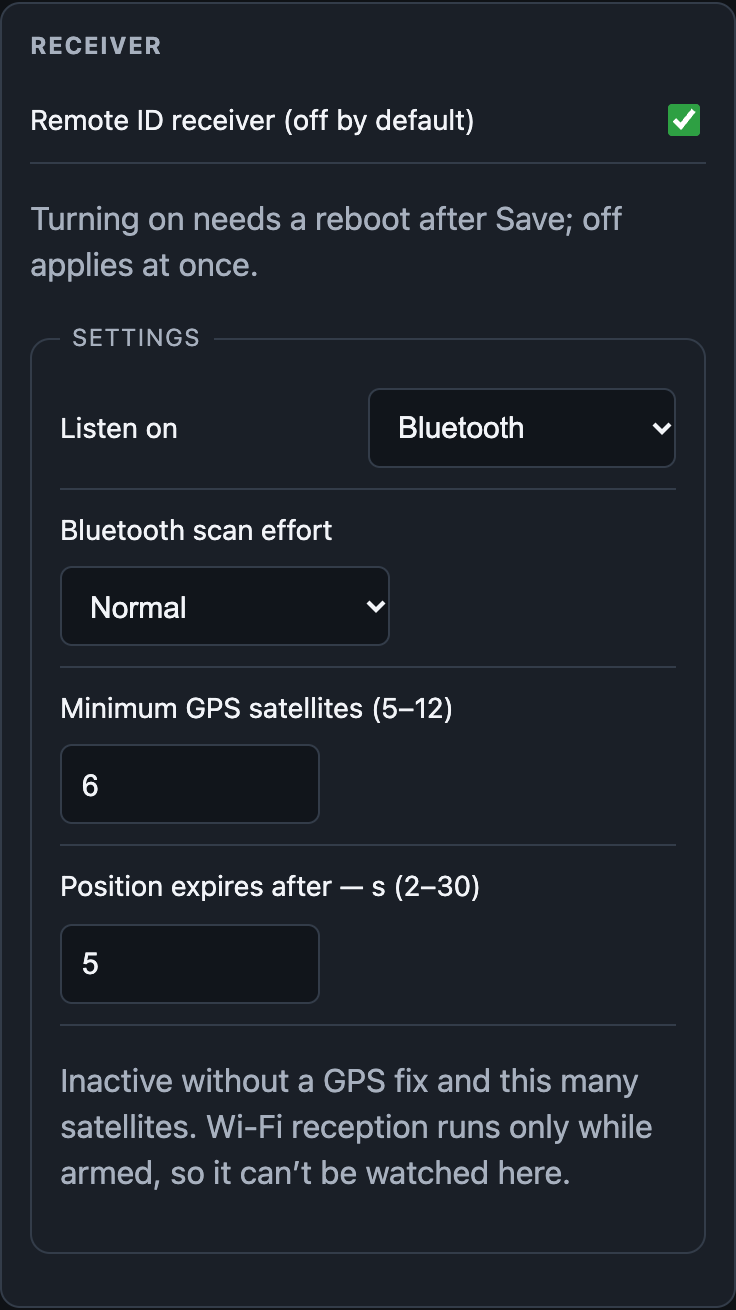 RECEIVER
Remote ID receiver (off by default)
Turning on needs a reboot after Save; off
applies at once.
SETTINGS
Listen on
Bluetooth
Bluetooth scan effort
Normal
Minimum GPS satellites (5–12)
6
Position expires after — s (2–30)
5
Inactive without a GPS fix and this many
satellites. Wi-Fi reception runs only while
armed, so it can’t be watched here.